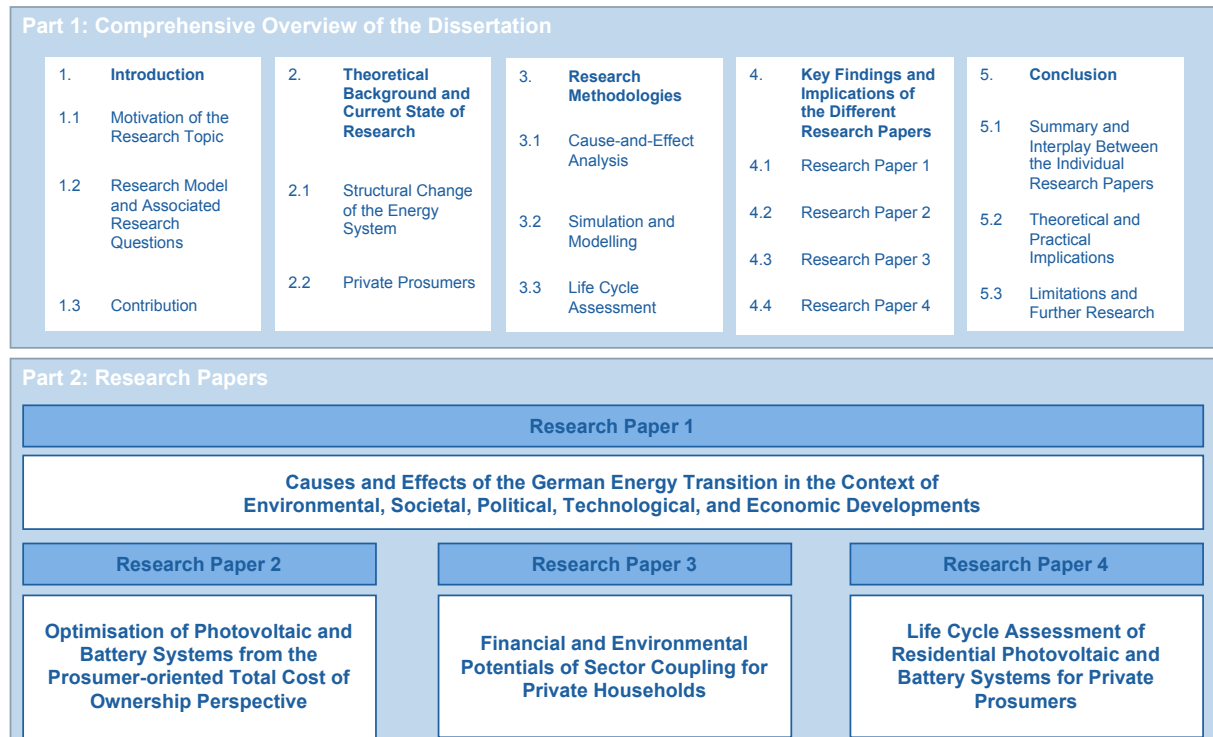 Part 1: Comprehensive Overview of the Dissertation
1. Introduction
1.1 Motivation of the
Research Topic
1.2 Research Model
and Associated
Research
Questions
1.3 Contribution
2. Theoretical
Background and
Current State of
Research
2.1 Structural Change
of the Energy
System
2.2 Private Prosumers
3. Research
Methodologies
3.1 Cause-and-Effect
Analysis
3.2 Simulation and
Modelling
3.3 Life Cycle
Assessment
4. Key Findings and
Implications of
the Different
Research Papers
4.1 Research Paper 1
4.2 Research Paper 2
4.3 Research Paper 3
4.4 Research Paper 4
5. Conclusion
5.1 Summary and
Interplay Between
the Individual
Research Papers
5.2 Theoretical and
Practical
Implications
5.3 Limitations and
Further Research
Part 2: Research Papers
Research Paper 1
Causes and Effects of the German Energy Transition in the Context of
Environmental, Societal, Political, Technological, and Economic Developments
Research Paper 2
Optimisation of Photovoltaic and
Battery Systems from the
Prosumer-oriented Total Cost of
Ownership Perspective
Research Paper 3
Financial and Environmental
Potentials of Sector Coupling for
Private Households
Research Paper 4
Life Cycle Assessment of
Residential Photovoltaic and
Battery Systems for Private
Prosumers